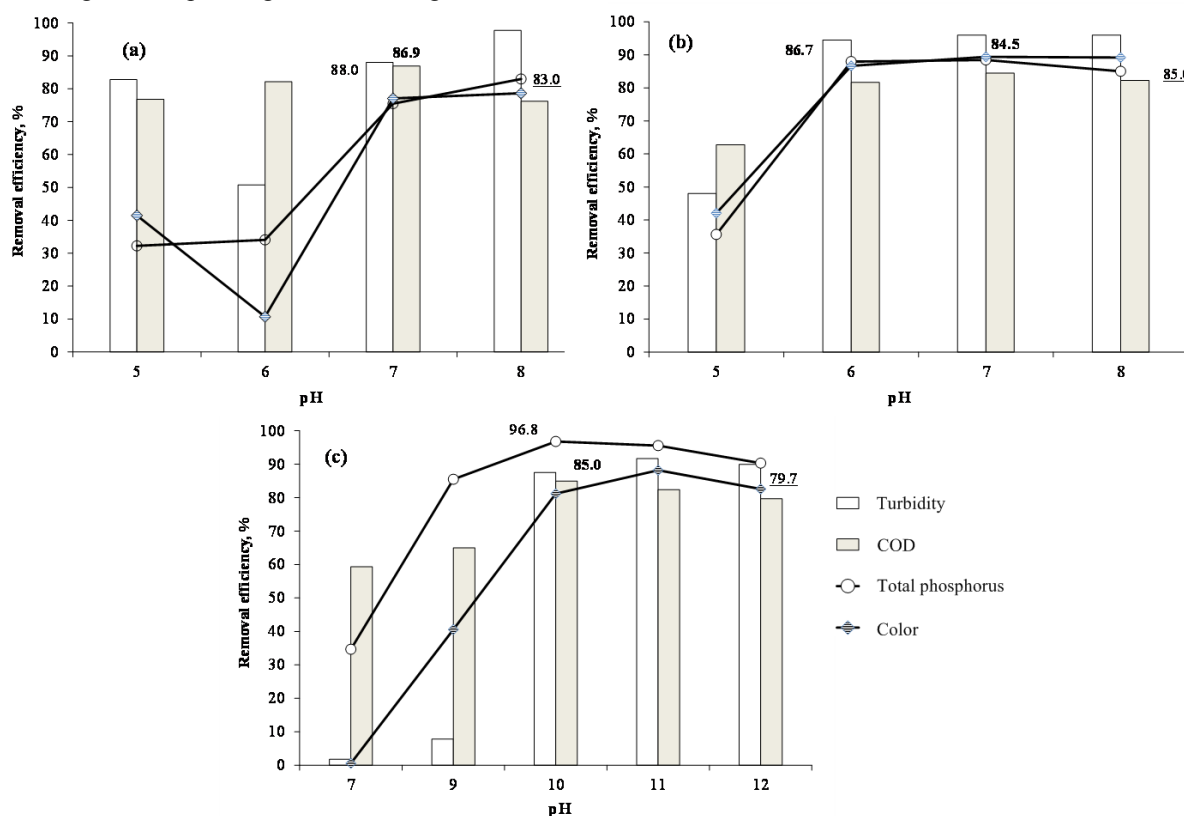 (a)
100
90
80
70
60
50
40
30
20
10
0
Removal efficiency, %
88.0
86.9
83.0
5 6 7 8
pH
(b)
100
90
80
70
60
50
40
30
20
10
0
Removal efficiency, %
86.7
84.5
85.0
5 6 7 8
pH
(c)
100
90
80
70
60
50
40
30
20
10
0
Removal efficiency, %
96.8
85.0
79.7
7 9 10 11 12
pH
Turbidity
COD
Total phosphorus
Color